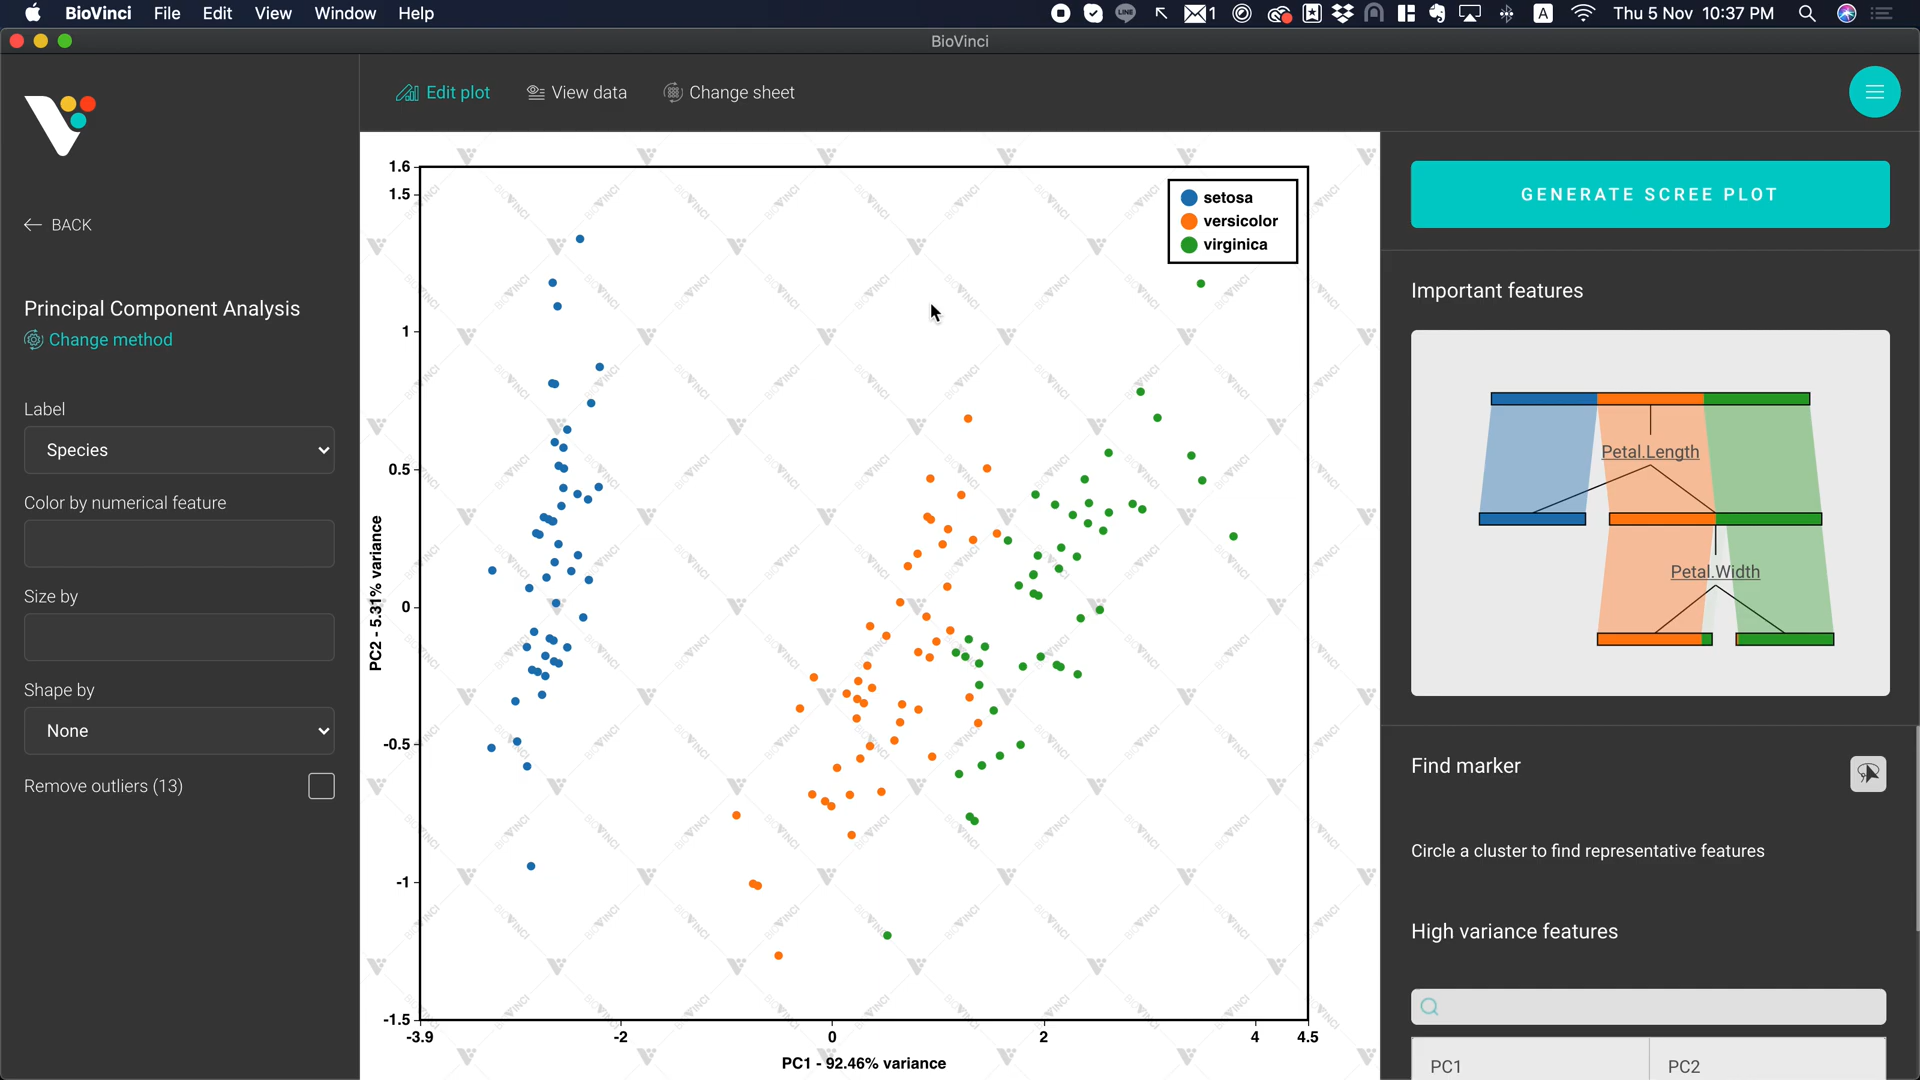 BioVinci File Edit View Window Help
LINE 1 A Thu 5 Nov 10:37 PM
BioVinci
Edit plot View data Change sheet
BACK
Principal Component Analysis
Change method
Label
Species
Color by numerical feature
Size by
Shape by
None
Remove outliers (13)
1.6
1.5
1
0.5
0
-0.5
-1
-1.5
PC2 - 5.31% variance
-3.9 -2 0 2 4 4.5
PC1 - 92.46% variance
setosa
versicolor
virginica
BIOVINCI
GENERATE SCREE PLOT
Important features
Petal.Length
Petal.Width
Find marker
Circle a cluster to find representative features
High variance features
PC1 PC2